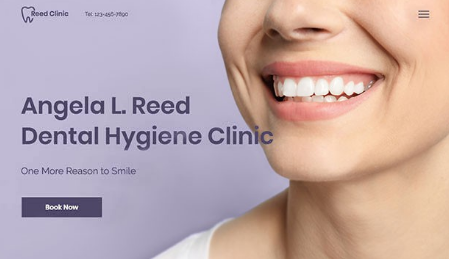 Reed Clinic
Tel: 123-456-7890
Angela L. Reed
Dental Hygiene Clinic
One More Reason to Smile
Book Now